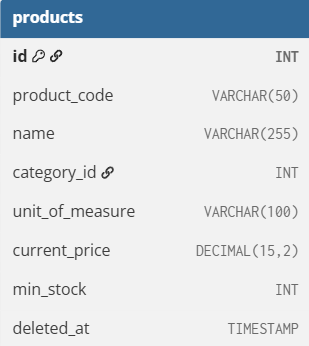 products
id INT
product_code VARCHAR(50)
name VARCHAR(255)
category_id INT
unit_of_measure VARCHAR(100)
current_price DECIMAL(15,2)
min_stock INT
deleted_at TIMESTAMP